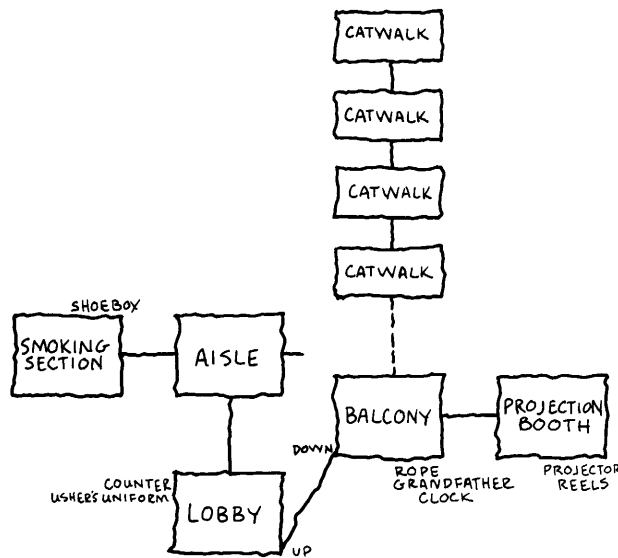 CATWALK
CATWALK
CATWALK
CATWALK
SHOEBOX
SMOKING
SECTION
AISLE
BALCONY
PROJECTION
BOOTH
DOWN
ROPE
GRANDFATHER
CLOCK
PROJECTOR
REELS
COUNTER
USHER'S UNIFORM
LOBBY
UP